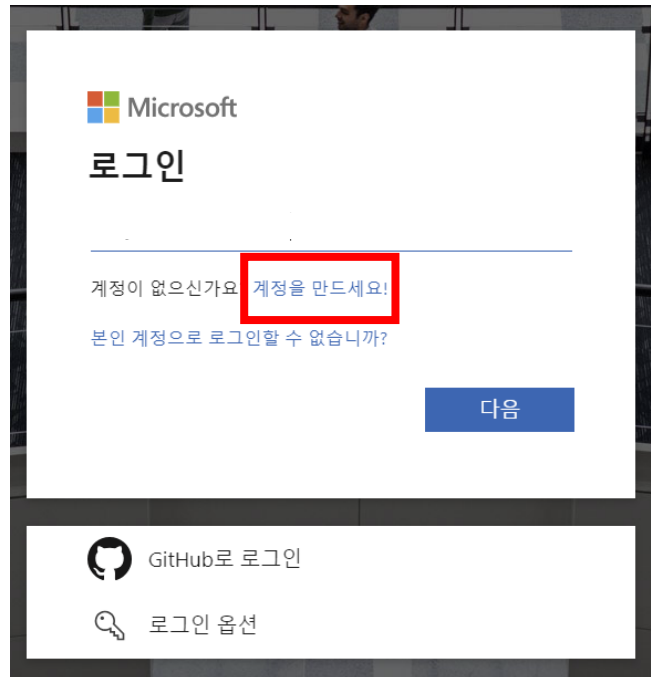 Microsoft
로그인
계정이 없으신가요 계정을 만드세요!
본인 계정으로 로그인할 수 없습니까?
다음
GitHub로 로그인
로그인 옵션